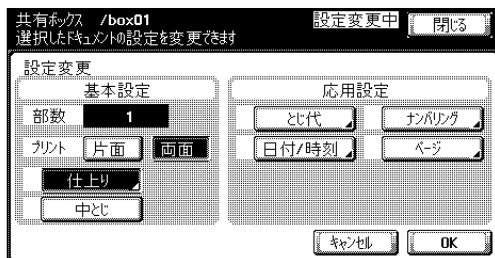 共有ﾎﾞｯｸｽ /box01 設定変更中 閉じる
選択したﾄﾞｷｭﾒﾝﾄの設定を変更できます
設定変更
基本設定 応用設定
部数 1 とじ代 ﾅﾝﾊﾞﾘﾝｸﾞ
ﾌﾟﾘﾝﾄ 片面 両面 日付/時刻 ﾍﾟｰｼﾞ
仕上り
中とじ
ｷｬﾝｾﾙ OK